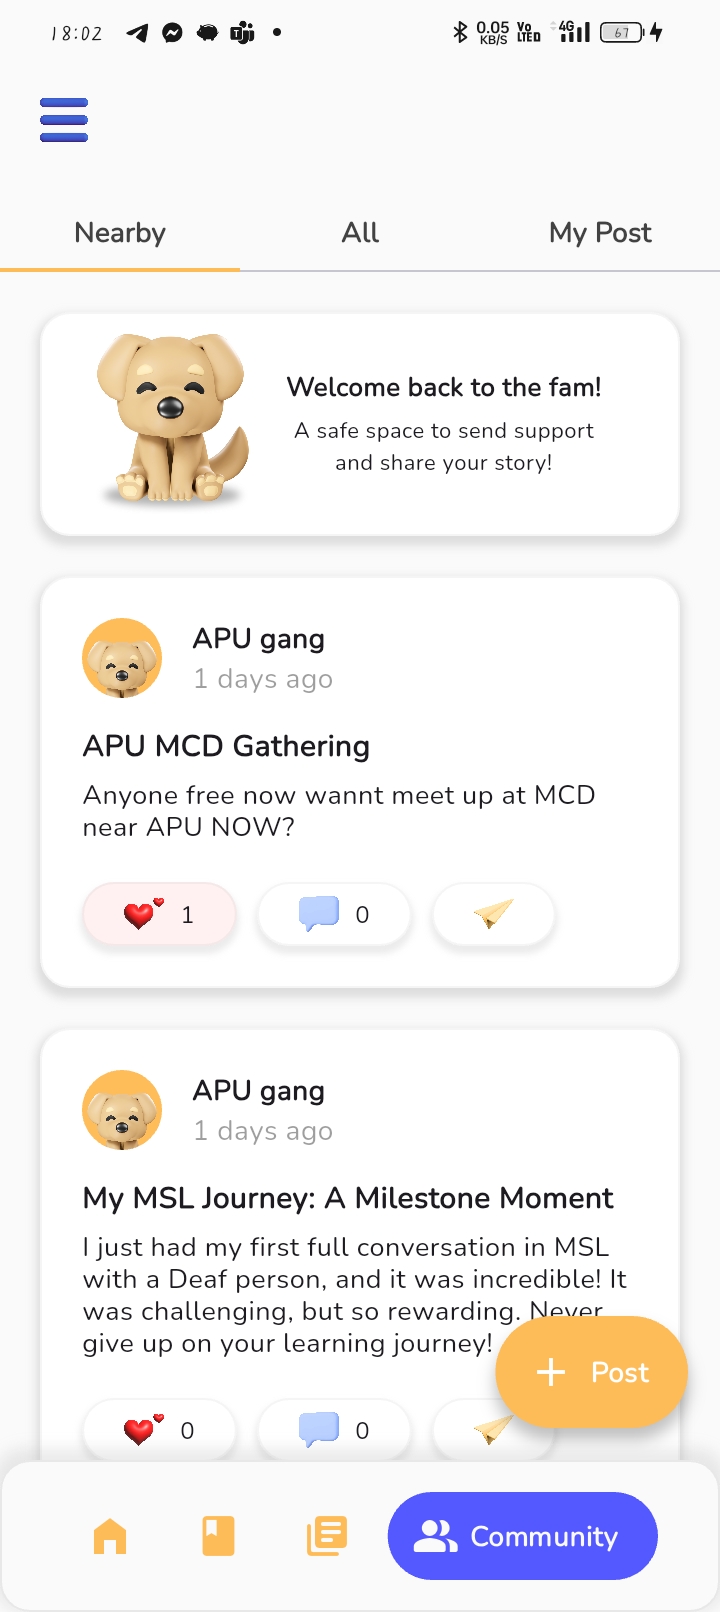 18:02
0.05 KB/S
Vo LTED
4G
67
Nearby
All
My Post
Welcome back to the fam!
A safe space to send support
and share your story!
APU gang
1 days ago
APU MCD Gathering
Anyone free now wannt meet up at MCD
near APU NOW?
1
0
APU gang
1 days ago
My MSL Journey: A Milestone Moment
I just had my first full conversation in MSL
with a Deaf person, and it was incredible! It
was challenging, but so rewarding. Never
give up on your learning journey!
Post
0
0
Community